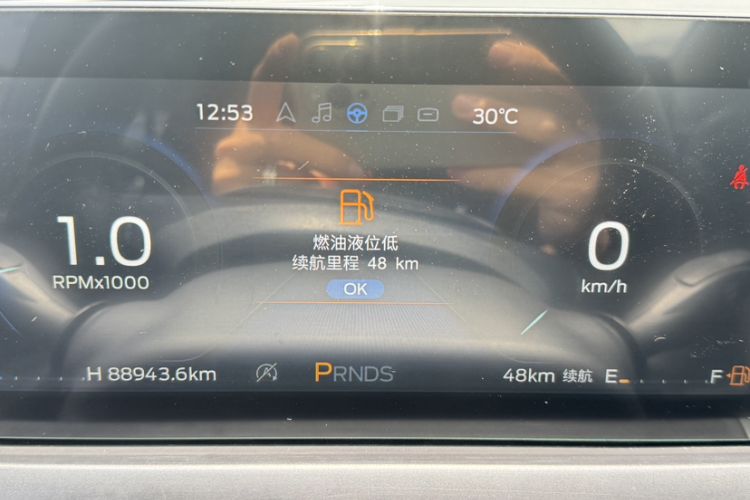 12:53 30℃
燃油液位低
续航里程 48 km
OK
1.0
RPMx1000
0
km/h
H 88943.6km
PRNDS
48km 续航 E F